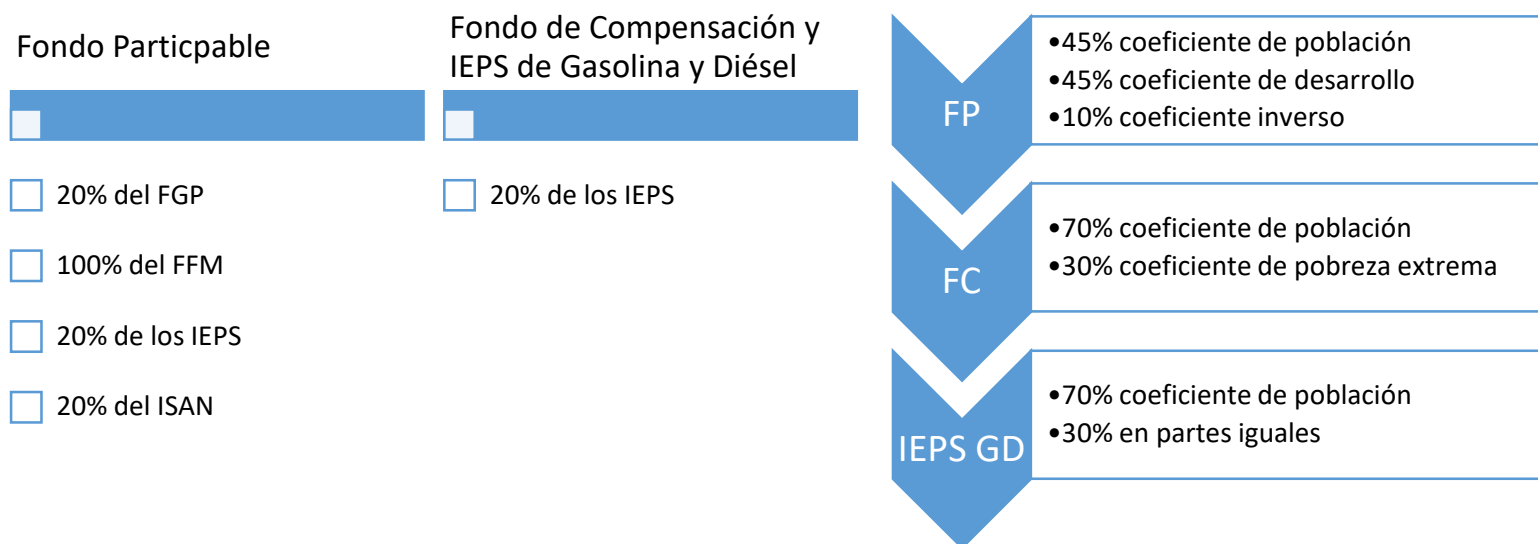 Fondo Particpable
20% del FGP
100% del FFM
20% de los IEPS
20% del ISAN
Fondo de Compensación y
IEPS de Gasolina y Diésel
20% de los IEPS
FP
•45% coeficiente de población
•45% coeficiente de desarrollo
•10% coeficiente inverso
FC
•70% coeficiente de población
•30% coeficiente de pobreza extrema
IEPS GD
•70% coeficiente de población
•30% en partes iguales